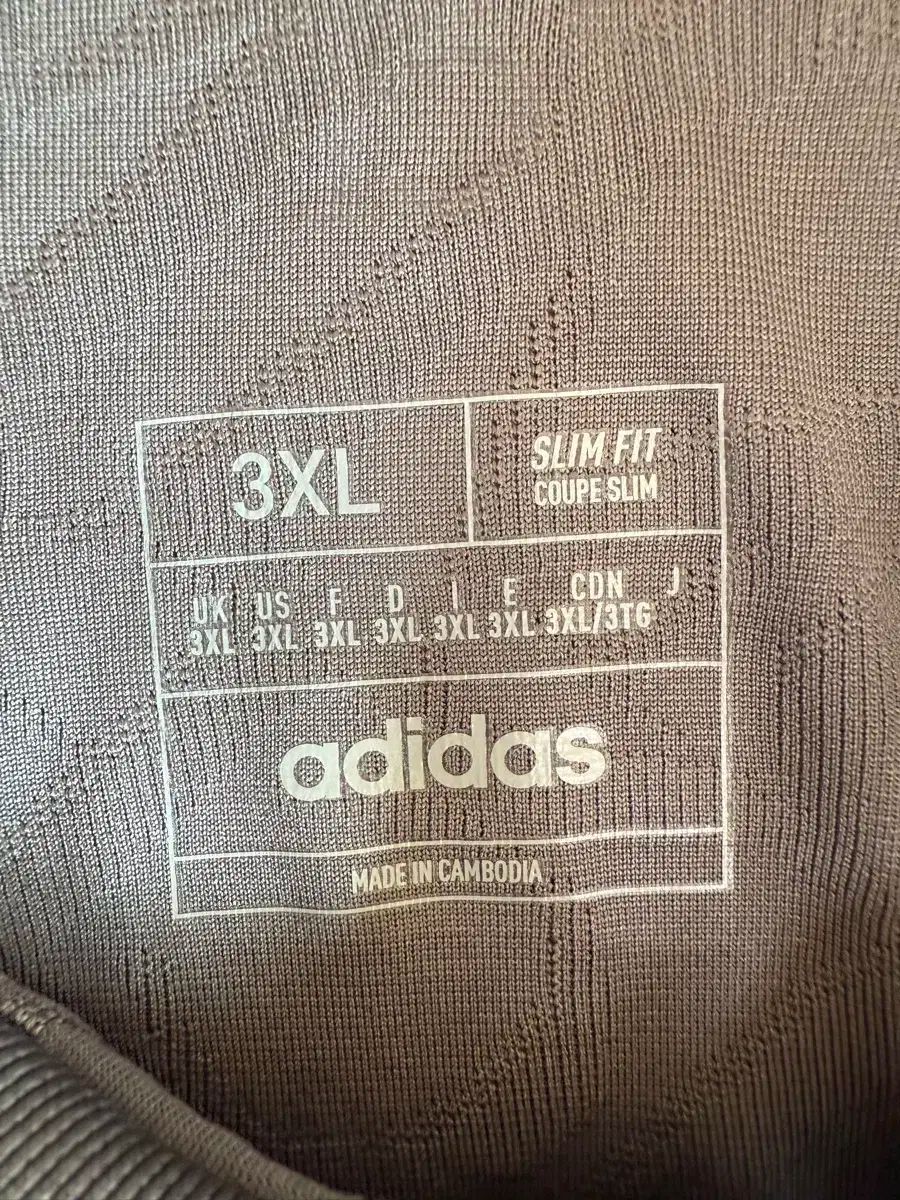 3XL
SLIM FIT
COUPE SLIM
UK US F D I E CDN J
3XL 3XL 3XL 3XL 3XL 3XL 3XL/3TG
adidas
MADE IN CAMBODIA